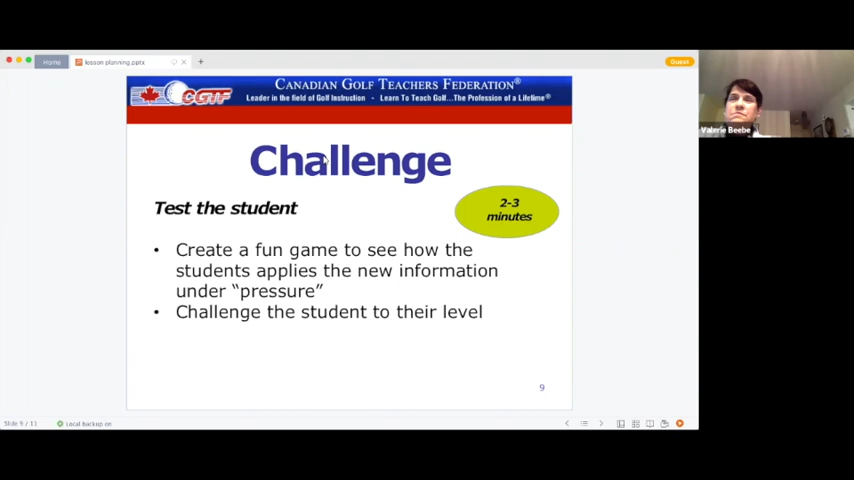 Home
lesson planning.pptx
Guest
CANADIAN GOLF TEACHERS FEDERATION®
CGTF
Leader in the field of Golf Instruction - Learn To Teach Golf...The Profession of a Lifetime®
Valerie Beebe
Challenge
Test the student
2-3
minutes
• Create a fun game to see how the
students applies the new information
under “pressure”
• Challenge the student to their level
9
Slide 9 / 11
Local backup on